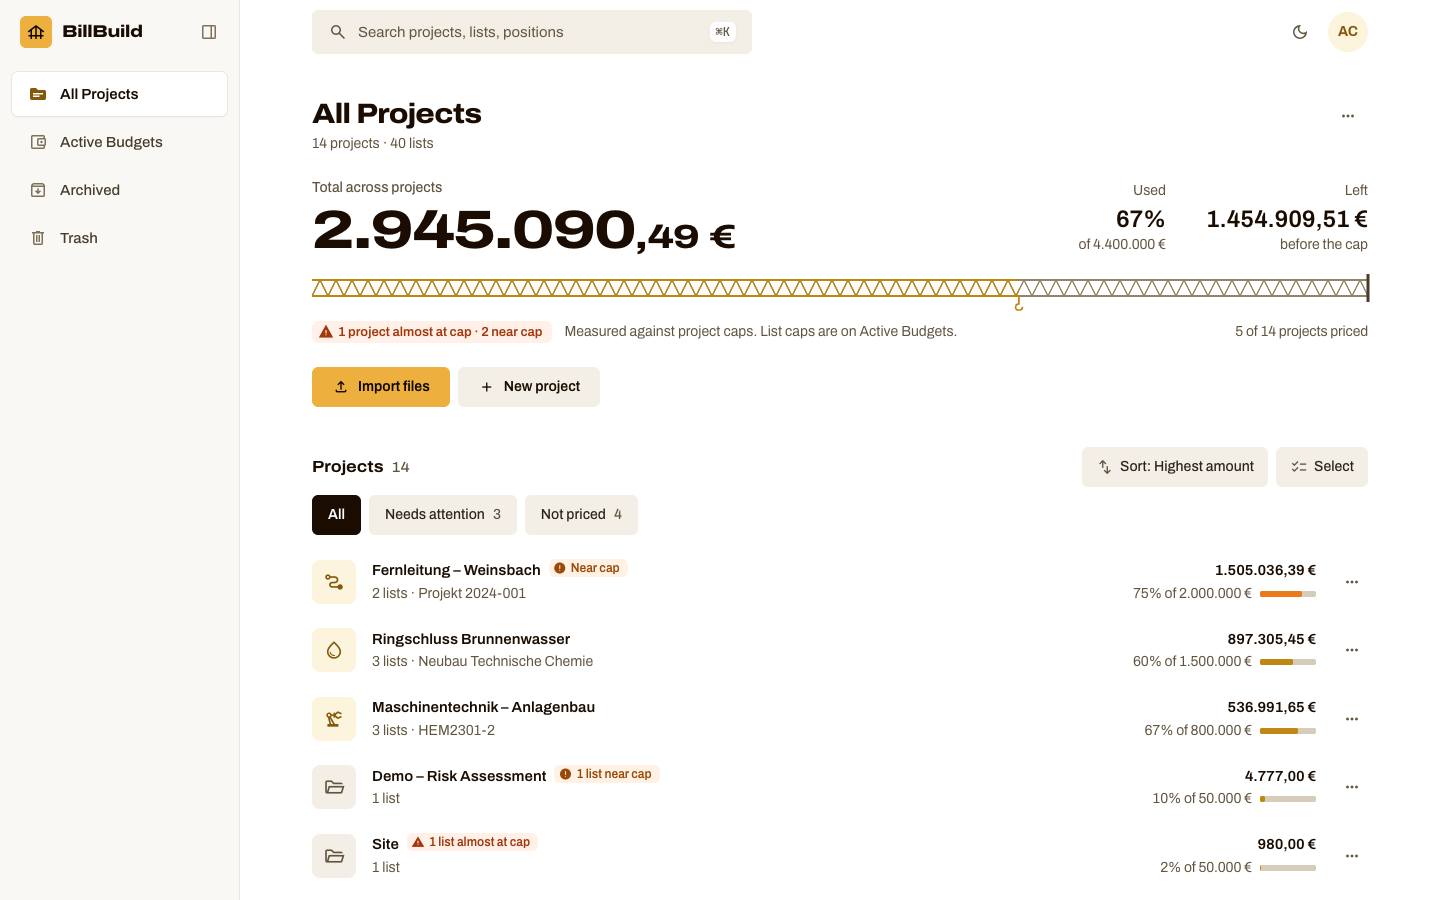 BillBuild
Search projects, lists, positions
⌘K
AC
All Projects
Active Budgets
Archived
Trash
All Projects
14 projects · 40 lists
Total across projects
2.945.090,49 €
Used
67%
of 4.400.000 €
Left
1.454.909,51 €
before the cap
1 project almost at cap · 2 near cap
Measured against project caps. List caps are on Active Budgets.
5 of 14 projects priced
Import files
New project
Projects 14
Sort: Highest amount
Select
All
Needs attention 3
Not priced 4
Fernleitung – Weinsbach
Near cap
2 lists · Projekt 2024-001
1.505.036,39 €
75% of 2.000.000 €
Ringschluss Brunnenwasser
3 lists · Neubau Technische Chemie
897.305,45 €
60% of 1.500.000 €
Maschinentechnik – Anlagenbau
3 lists · HEM2301-2
536.991,65 €
67% of 800.000 €
Demo – Risk Assessment
1 list near cap
1 list
4.777,00 €
10% of 50.000 €
Site
1 list almost at cap
1 list
980,00 €
2% of 50.000 €